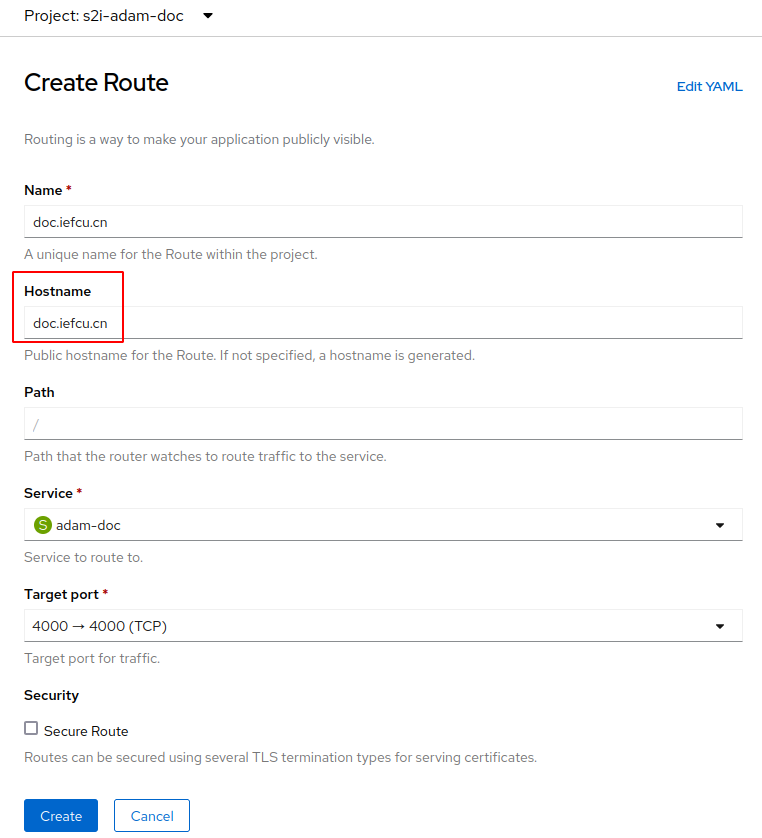 Project: s2i-adam-doc
Create Route
Edit YAML
Routing is a way to make your application publicly visible.
Name *
doc.iefcu.cn
A unique name for the Route within the project.
Hostname
doc.iefcu.cn
Public hostname for the Route. If not specified, a hostname is generated.
Path
/
Path that the router watches to route traffic to the service.
Service *
S adam-doc
Service to route to.
Target port *
4000 → 4000 (TCP)
Target port for traffic.
Security
Secure Route
Routes can be secured using several TLS termination types for serving certificates.
Create Cancel